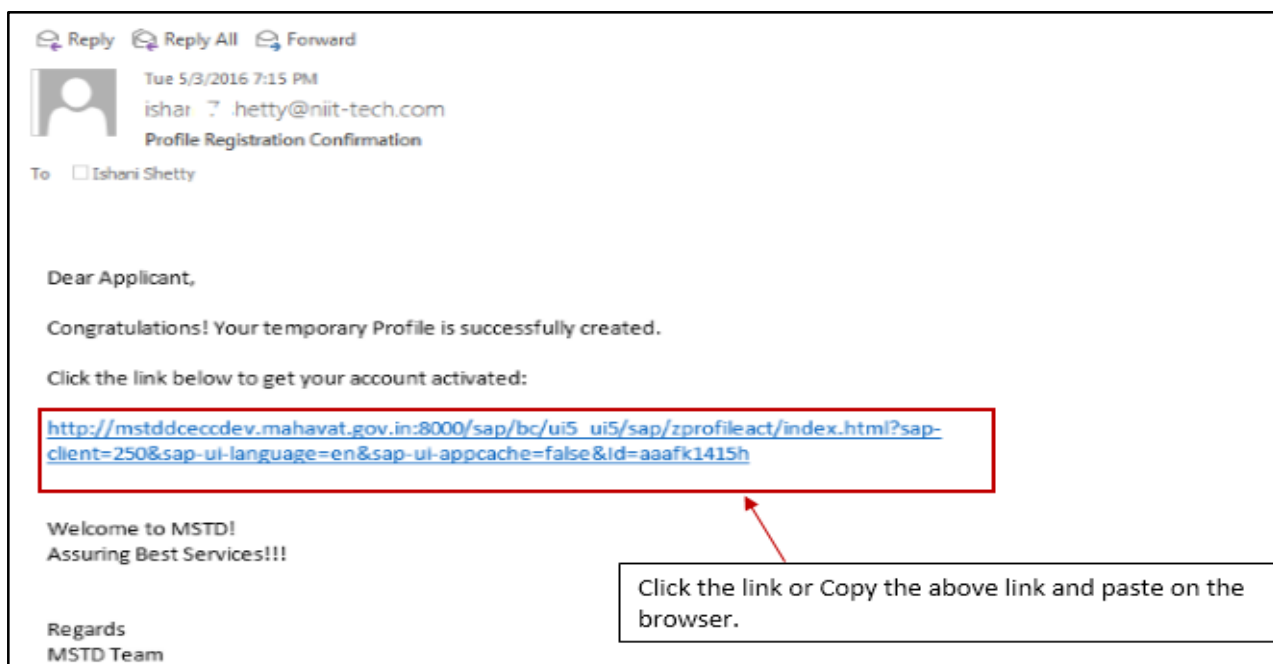 Reply Reply All Forward
Tue 5/3/2016 7:15 PM
hetty@niit-tech.com
Profile Registration Confirmation
To Ishani Shetty
Dear Applicant,
Congratulations! Your temporary Profile is successfully created.
Click the link below to get your account activated:
http://mstddceccdev.mahavat.gov.in:8000/sap/bc/ui5_ui5/sap/zprofileact/index.html?sap-
client=250&sap-ui-language=en&sap-ui-appcache=false&Id=aaafk1415h
Welcome to MSTD!
Assuring Best Services!!!
Click the link or Copy the above link and paste on the
browser.
Regards
MSTD Team